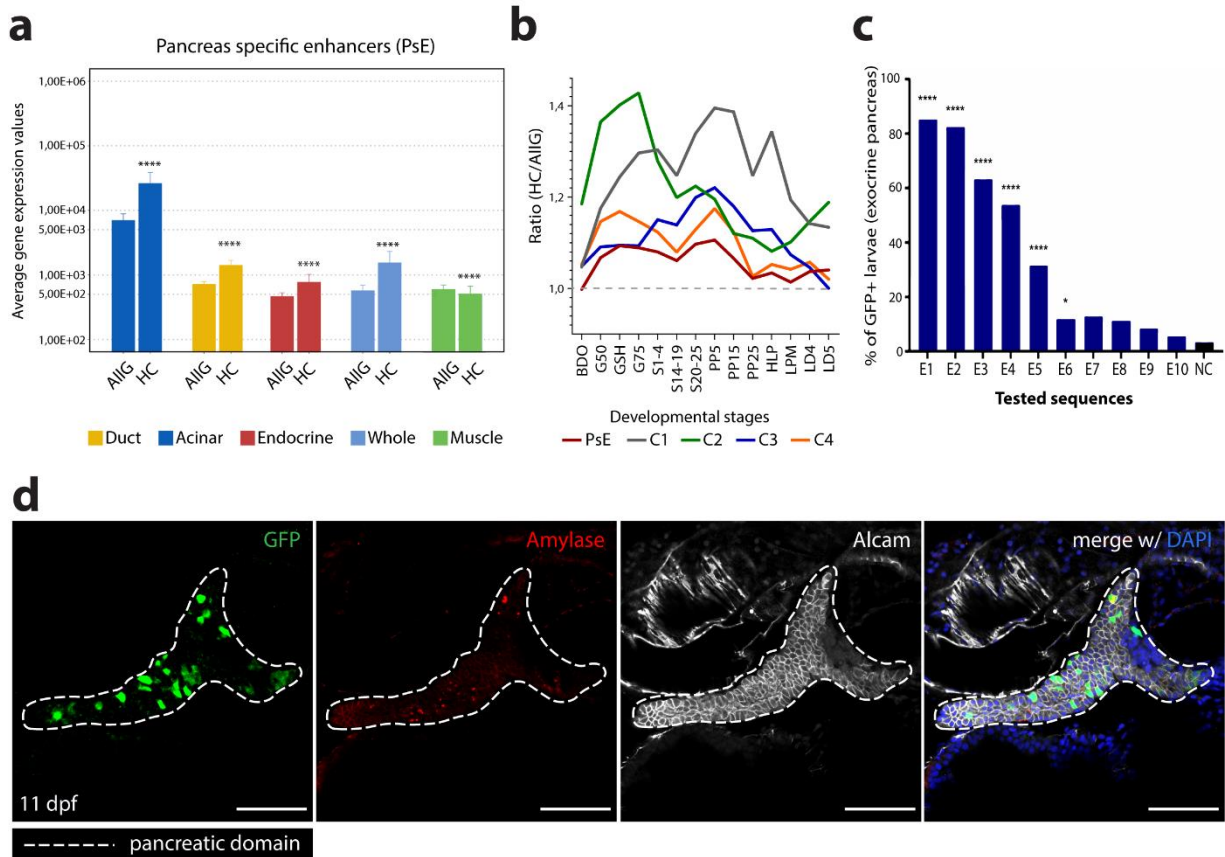 a
Pancreas specific enhancers (PsE)
Average gene expression values
1,00E+06
1,00E+05
1,00E+04
5,00E+03
1,00E+03
5,00E+02
1,00E+02
****
****
****
****
****
AllG HC AllG HC AllG HC AllG HC AllG HC
Duct Acinar Endocrine Whole Muscle
b
Ratio (HC/AllG)
1,4
1,2
1,0
BDO G50 GSH G75 S1-4 S14-19 S20-25 PP5 PP15 PP25 HLP LPM LD4 LD5
Developmental stages
PsE C1 C2 C3 C4
c
% of GFP+ larvae (exocrine pancreas)
100
80
60
40
20
0
****
****
****
****
****
*
E1 E2 E3 E4 E5 E6 E7 E8 E9 E10 NC
Tested sequences
d
GFP
Amylase
Alcam
merge w/ DAPI
11 dpf
pancreatic domain